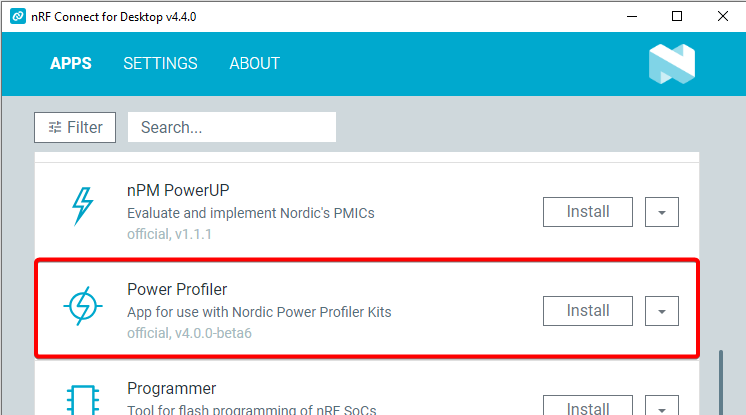 nRF Connect for Desktop v4.4.0
APPS SETTINGS ABOUT
Filter Search...
nPM PowerUP
Evaluate and implement Nordic's PMICs
official, v1.1.1
Install
Power Profiler
App for use with Nordic Power Profiler Kits
official, v4.0.0-beta6
Install
Programmer
Tool for flash programming of nRF SoCs
Install